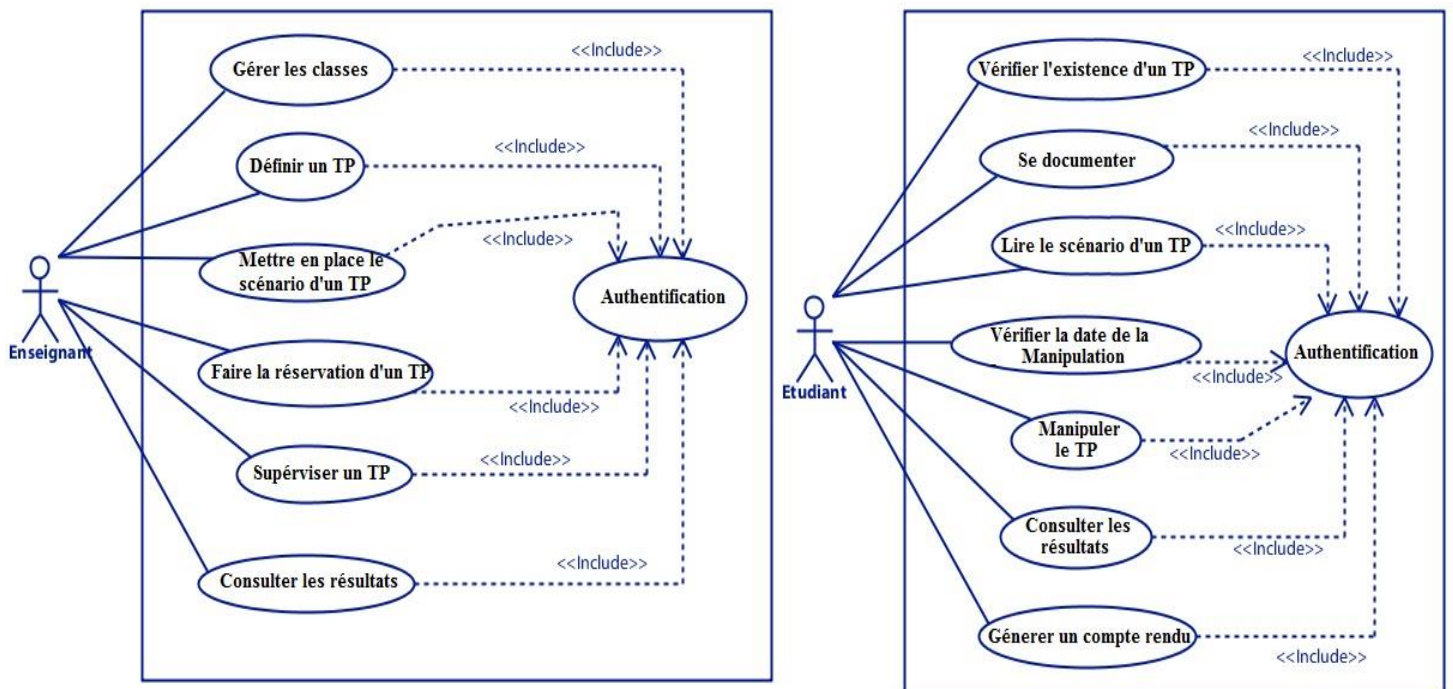 <<Include>>
Gérer les classes
<<Include>>
Définir un TP
<<Include>>
Mettre en place le
scénario d'un TP
Authentification
Enseignant
Faire la réservation d'un TP
<<Include>>
Supérviser un TP
<<Include>>
<<Include>>
Consulter les résultats
<<Include>>
Vérifier l'existence d'un TP
<<Include>>
Se documenter
<<Include>>
Lire le scénario d'un TP
Vérifier la date de la
Manipulation
Authentification
<<Include>>
Etudiant
Manipuler
le TP
<<Include>>
Consulter les
résultats
<<Include>>
Génerer un compte rendu
<<Include>>